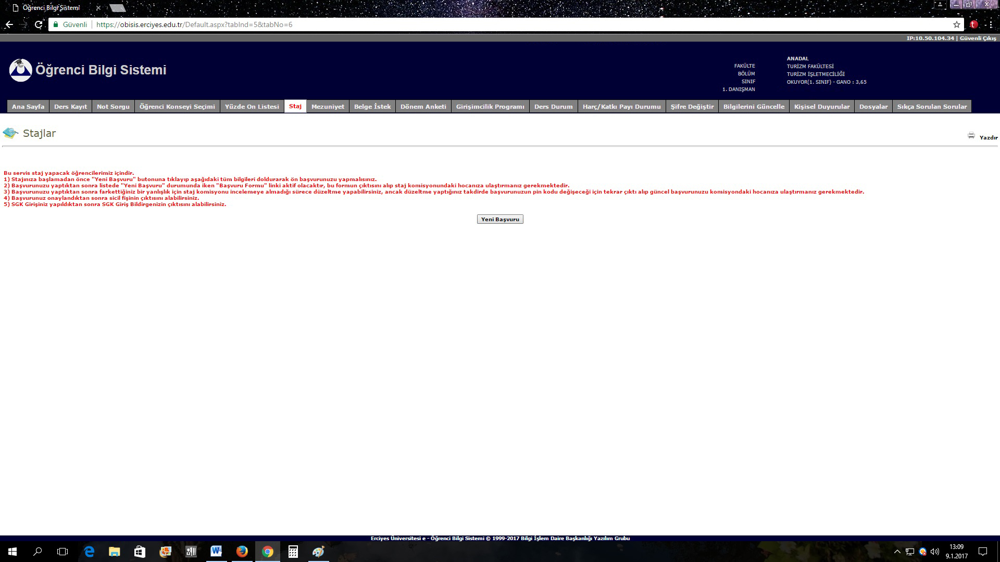 Öğrenci Bilgi Sistemi
Güvenli https://obisis.erciyes.edu.tr/Default.aspx?tabInd=5&tabNo=6
IP:10.50.104.34 | Güvenli Çıkış
Öğrenci Bilgi Sistemi
ANADAL
FAKÜLTE TURİZM FAKÜLTESİ
BÖLÜM TURİZM İŞLETMECİLİĞİ
SINIF OKUYOR(1. SINIF) - GANO : 3,65
1. DANIŞMAN
Ana Sayfa Ders Kayıt Not Sorgu Öğrenci Konseyi Seçimi Yüzde On Listesi Staj Mezuniyet Belge İstek Dönem Anketi Girişimcilik Programı Ders Durum Harç/Katkı Payı Durumu Şifre Değiştir Bilgilerini Güncelle Kişisel Duyurular Dosyalar Sıkça Sorulan Sorular
Stajlar
Yazdır
Bu servis staj yapacak öğrencilerimiz içindir.
1) Stajınıza başlamadan önce "Yeni Başvuru" butonuna tıklayıp aşağıdaki tüm bilgileri doldurarak ön başvurunuzu yapmalısınız.
2) Başvurunuzu yaptıktan sonra listede "Yeni Başvuru" durumunda iken "Başvuru Formu" linki aktif olacaktır, bu formun çıktısını alıp staj komisyonundaki hocanıza ulaştırmanız gerekmektedir.
3) Başvurunuzu yaptıktan sonra farkettiğiniz bir yanlışlık için staj komisyonu incelemeye almadığı sürece düzeltme yapabilirsiniz, ancak düzeltme yaptığınız takdirde başvurunuzun pin kodu değişeceği için tekrar çıktı alıp güncel başvurunuzu komisyondaki hocanıza ulaştırmanız gerekmektedir.
4) Başvurunuz onaylandıktan sonra sicil fişinin çıktısını alabilirsiniz.
5) SGK Girişiniz yapıldıktan sonra SGK Giriş Bildirgenizin çıktısını alabilirsiniz.
Yeni Başvuru
Erciyes Üniversitesi e - Öğrenci Bilgi Sistemi © 1999-2017 Bilgi İşlem Daire Başkanlığı Yazılım Grubu
13:09
9.1.2017